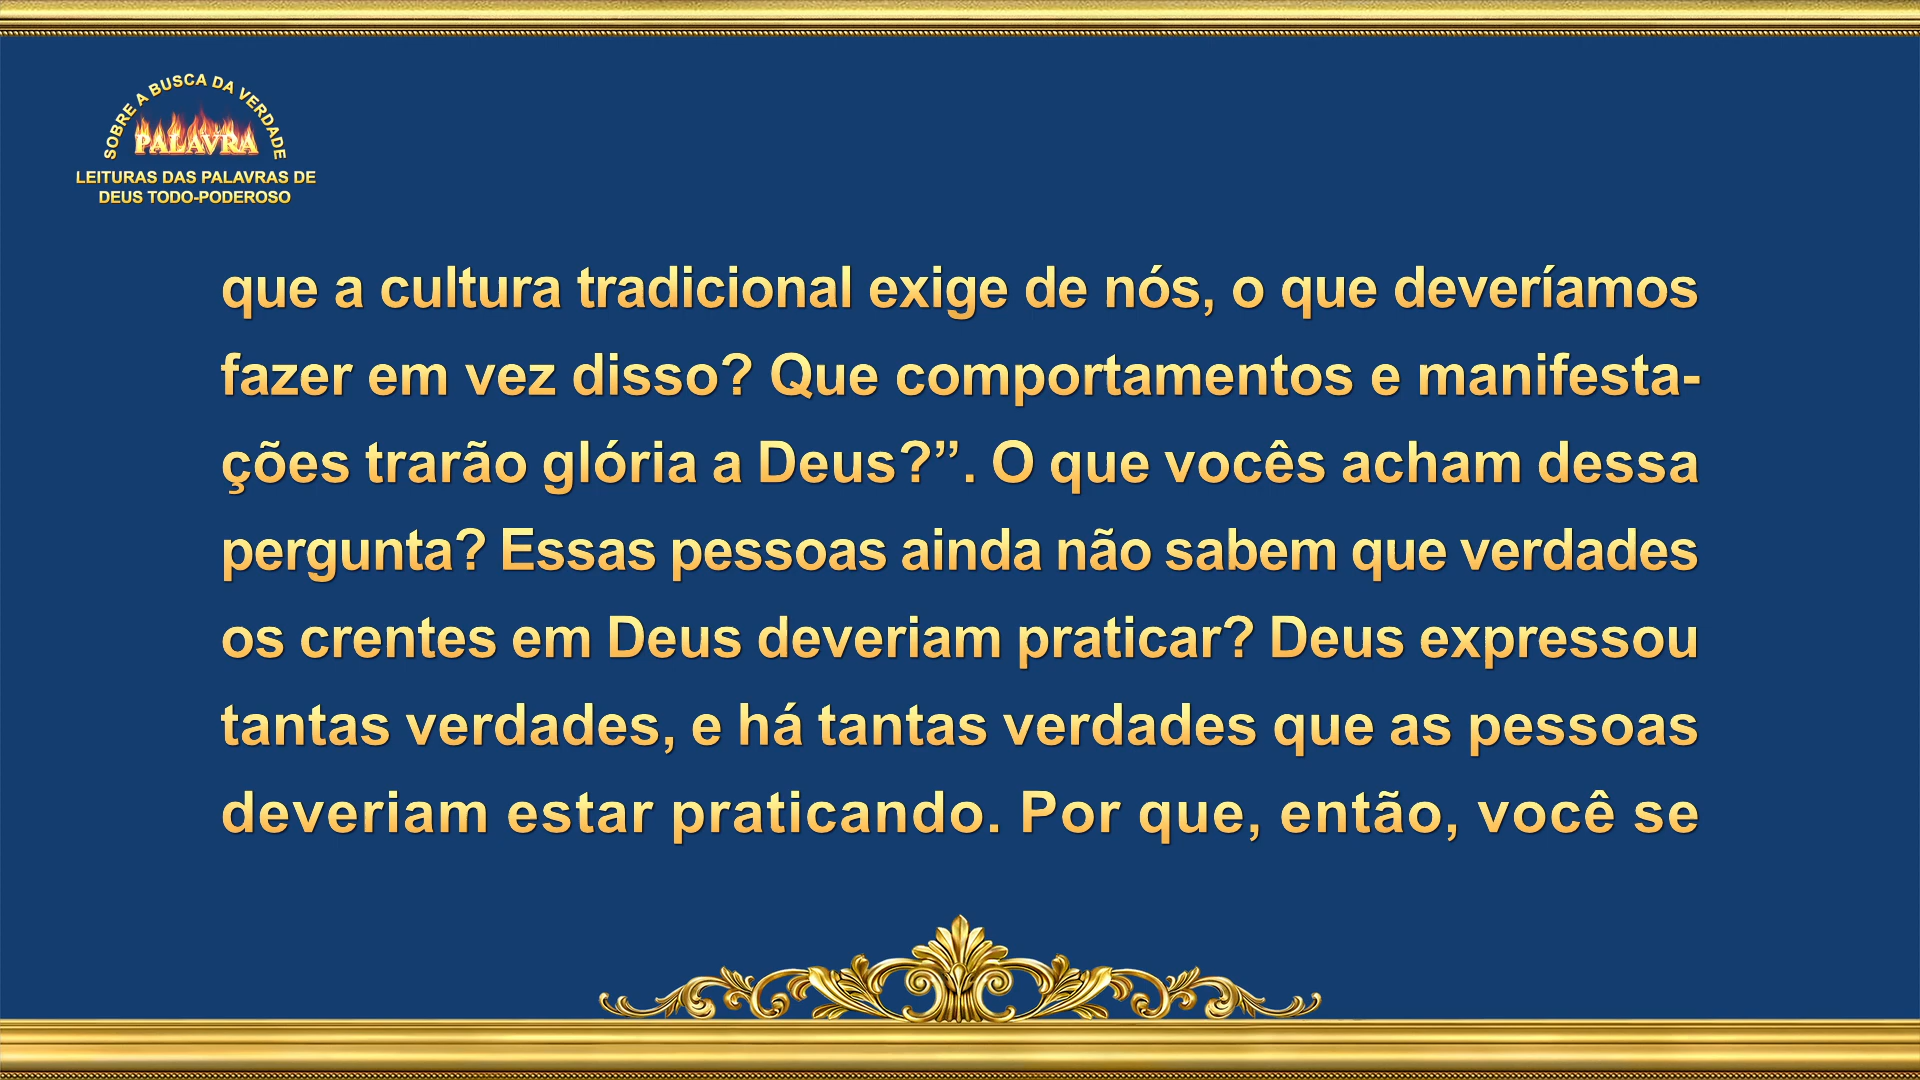 SOBRE A BUSCA DA VERDADE
PALAVRA
LEITURAS DAS PALAVRAS DE
DEUS TODO-PODEROSO
que a cultura tradicional exige de nós, o que deveríamos
fazer em vez disso? Que comportamentos e manifesta-
ções trarão glória a Deus?”. O que vocês acham dessa
pergunta? Essas pessoas ainda não sabem que verdades
os crentes em Deus deveriam praticar? Deus expressou
tantas verdades, e há tantas verdades que as pessoas
deveriam estar praticando. Por que, então, você se